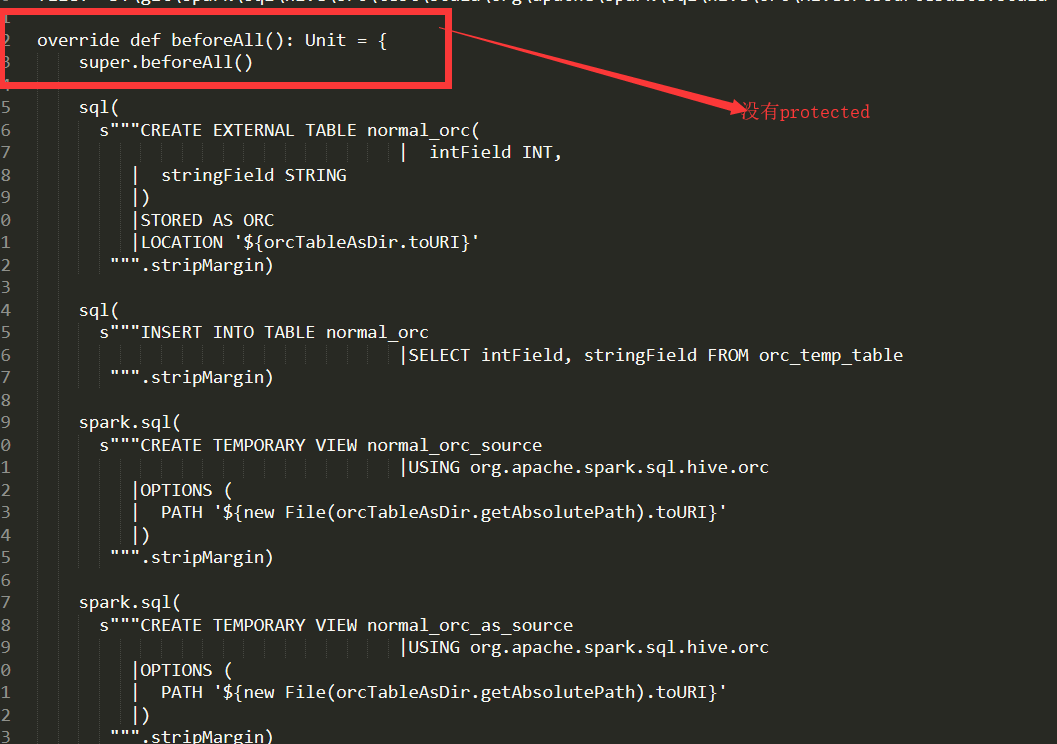 override def beforeAll(): Unit = {
super.beforeAll()
没有protected
5 sql(
6 s"""CREATE EXTERNAL TABLE normal_orc(
7 | intField INT,
8 | stringField STRING
9 |)
0 |STORED AS ORC
1 |LOCATION '${orcTableAsDir.toURI}'
2 """.stripMargin)
3
4 sql(
5 s"""INSERT INTO TABLE normal_orc
6 |SELECT intField, stringField FROM orc_temp_table
7 """.stripMargin)
8
9 spark.sql(
0 s"""CREATE TEMPORARY VIEW normal_orc_source
1 |USING org.apache.spark.sql.hive.orc
2 |OPTIONS (
3 | PATH '${new File(orcTableAsDir.getAbsolutePath).toURI}'
4 |)
5 """.stripMargin)
6
7 spark.sql(
8 s"""CREATE TEMPORARY VIEW normal_orc_as_source
9 |USING org.apache.spark.sql.hive.orc
0 |OPTIONS (
1 | PATH '${new File(orcTableAsDir.getAbsolutePath).toURI}'
2 |)
3 """.stripMargin)